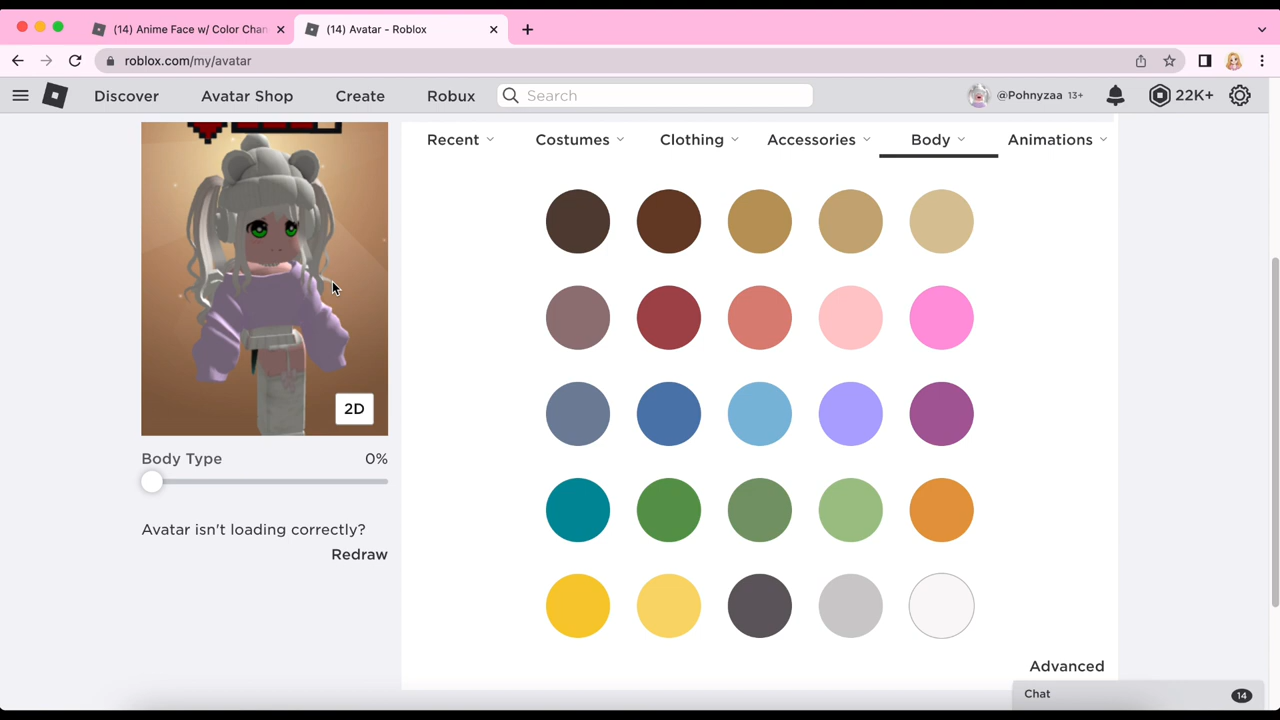 (14) Anime Face w/ Color Chan
(14) Avatar - Roblox
roblox.com/my/avatar
Discover
Avatar Shop
Create
Robux
Search
@Pohnyzaa 13+
22K+
Recent
Costumes
Clothing
Accessories
Body
Animations
2D
Body Type 0%
Avatar isn't loading correctly?
Redraw
Advanced
Chat 14